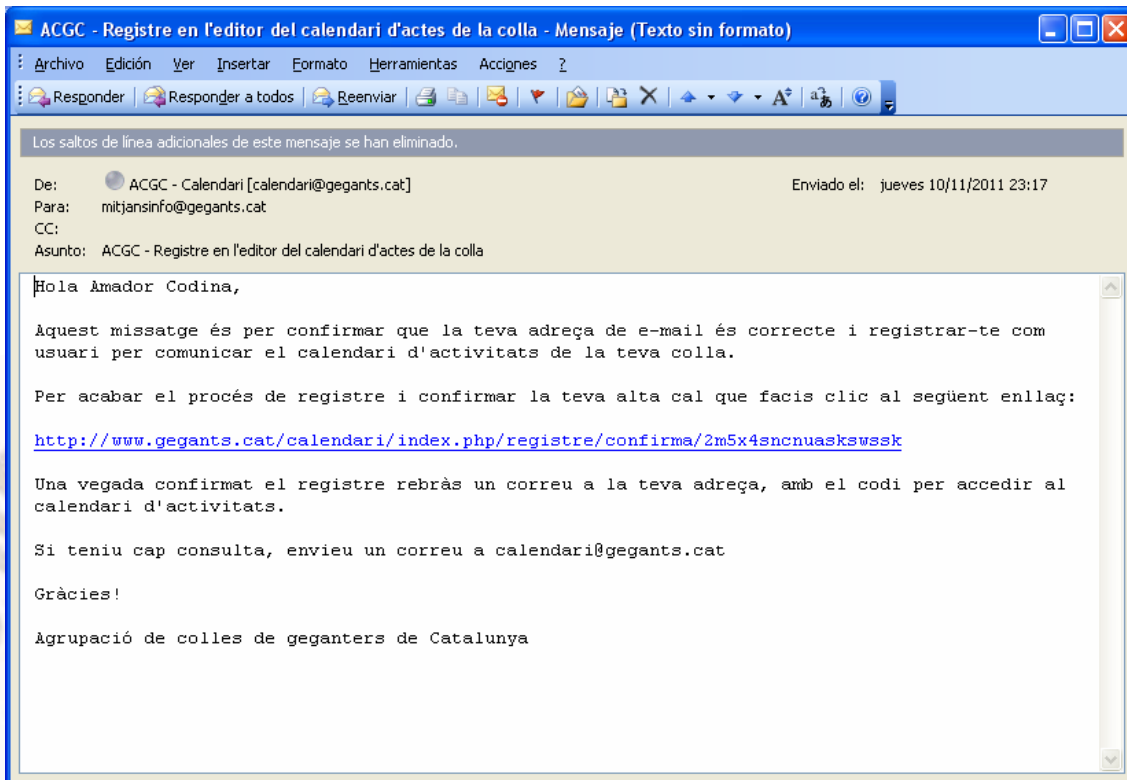 ACGC - Registre en l'editor del calendari d'actes de la colla - Mensaje (Texto sin formato)
Archivo Edición Ver Insertar Formato Herramientas Acciones ?
Responder Responder a todos Reenviar
Los saltos de línea adicionales de este mensaje se han eliminado.
De: ACGC - Calendari [calendari@gegants.cat] Enviado el: jueves 10/11/2011 23:17
Para: mitjansinfo@gegants.cat
CC:
Asunto: ACGC - Registre en l'editor del calendari d'actes de la colla
Hola Amador Codina,
Aquest missatge és per confirmar que la teva adreça de e-mail és correcte i registrar-te com
usuari per comunicar el calendari d'activitats de la teva colla.
Per acabar el procés de registre i confirmar la teva alta cal que facis clic al següent enllaç:
http://www.gegants.cat/calendari/index.php/registre/confirma/2m5x4sncnuaskswssk
Una vegada confirmat el registre rebràs un correu a la teva adreça, amb el codi per accedir al
calendari d'activitats.
Si teniu cap consulta, envieu un correu a calendari@gegants.cat
Gràcies!
Agrupació de colles de geganters de Catalunya